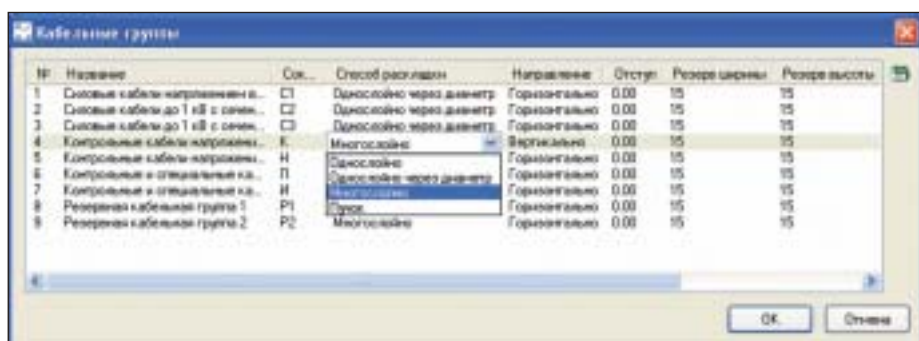 Кабельные группы
№ Название Сок... Способ раскладки Направление Отступ Резерв ширины Резерв высоты
1 Силовые кабели напряжением в... С1 Однослойно через диаметр Горизонтально 0.00 15 15
2 Силовые кабели до 1 кВ с сечен... С2 Однослойно через диаметр Горизонтально 0.00 15 15
3 Силовые кабели до 1 кВ с сечен... С3 Однослойно через диаметр Горизонтально 0.00 15 15
4 Контрольные кабели напряжени... К Многослойно Вертикально 0.00 15 15
5 Контрольные кабели напряжени... Н Однослойно Горизонтально 0.00 15 15
6 Контрольные и специальные ка... П Однослойно через диаметр Горизонтально 0.00 15 15
7 Контрольные и специальные ка... И Многослойно Горизонтально 0.00 15 15
8 Резервная кабельная группа 1 Р1 Пучок Горизонтально 0.00 15 15
9 Резервная кабельная группа 2 Р2 Многослойно Горизонтально 0.00 15 15
OK Отмена